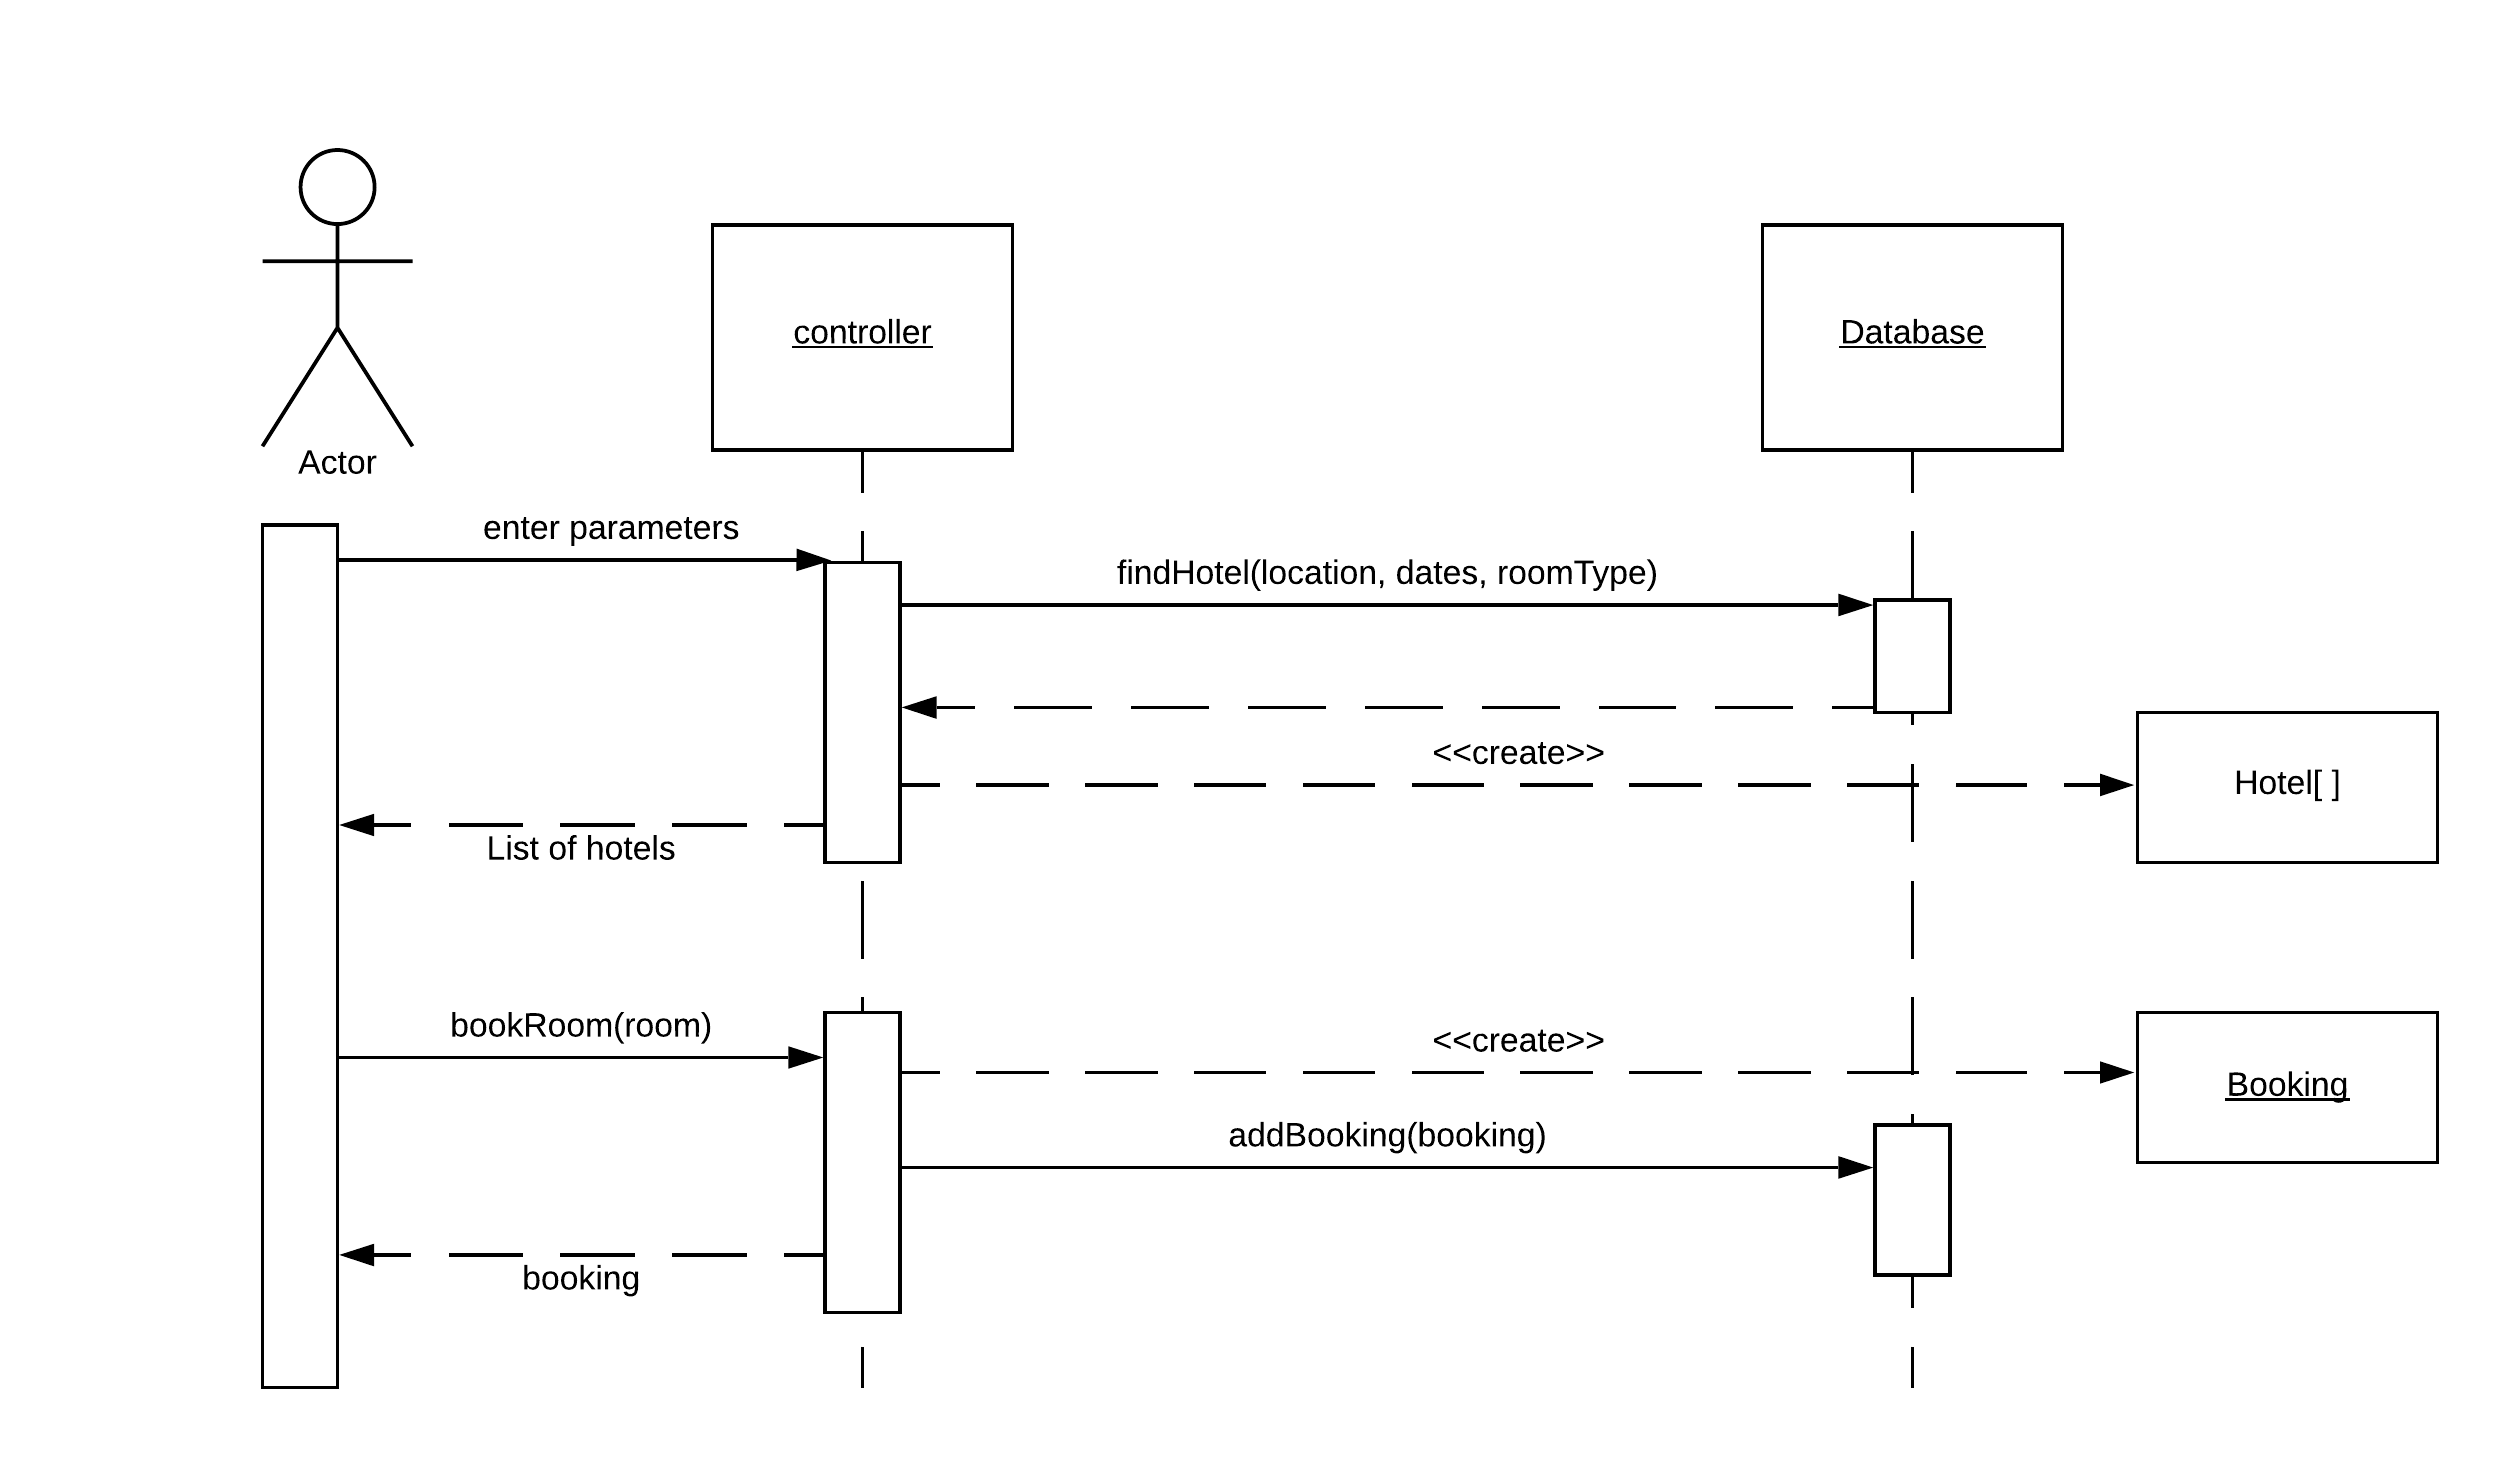 controller
Database
Actor
enter parameters
findHotel(location, dates, roomType)
<<create>>
Hotel[ ]
List of hotels
bookRoom(room)
<<create>>
Booking
addBooking(booking)
booking